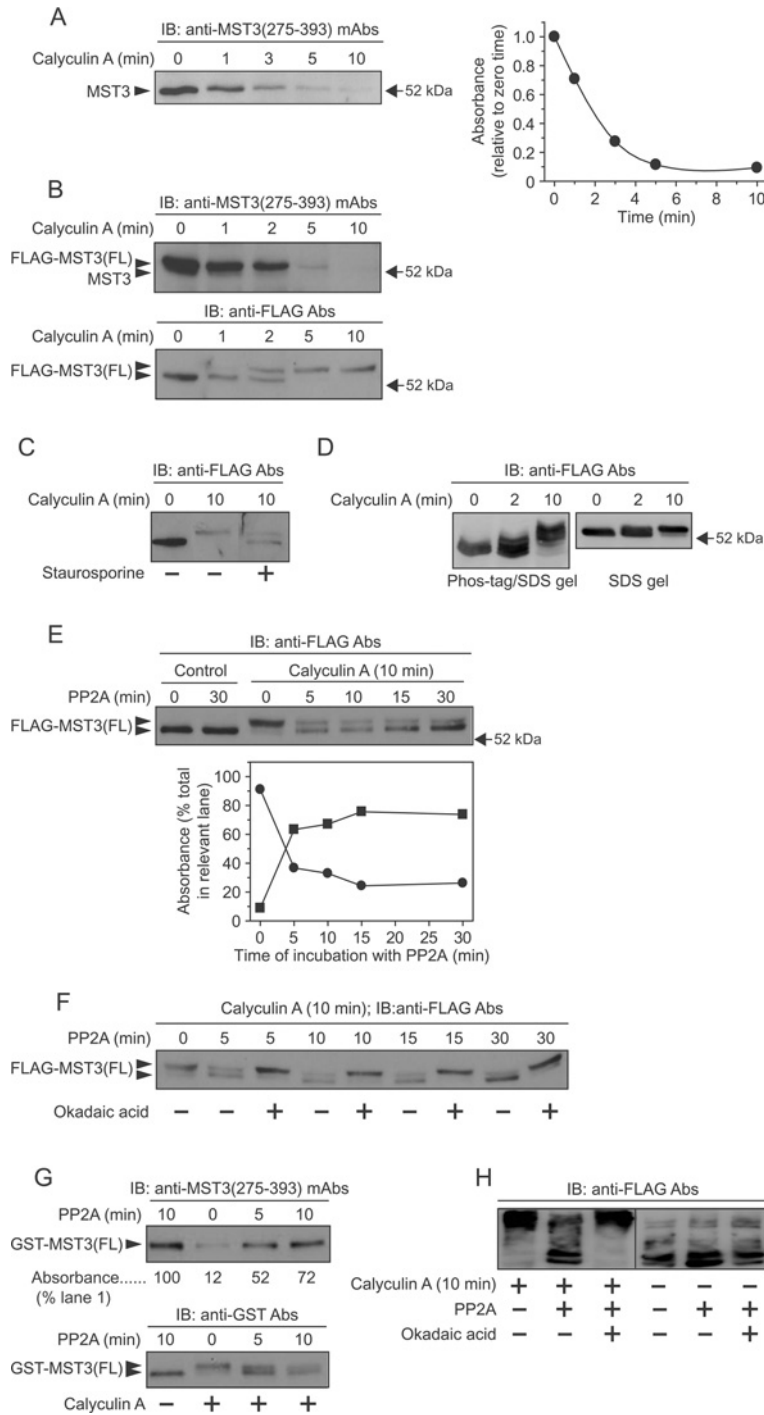 A
IB: anti-MST3(275-393) mAbs
Calyculin A (min) 0 1 3 5 10
MST3
52 kDa
Absorbance
(relative to zero time)
1.0
0.8
0.6
0.4
0.2
0
0 2 4 6 8 10
Time (min)
B
IB: anti-MST3(275-393) mAbs
Calyculin A (min) 0 1 2 5 10
FLAG-MST3(FL)
MST3
52 kDa
IB: anti-FLAG Abs
Calyculin A (min) 0 1 2 5 10
FLAG-MST3(FL)
52 kDa
C
IB: anti-FLAG Abs
Calyculin A (min) 0 10 10
Staurosporine − − +
D
IB: anti-FLAG Abs
Calyculin A (min) 0 2 10 0 2 10
52 kDa
Phos-tag/SDS gel SDS gel
E
IB: anti-FLAG Abs
Control Calyculin A (10 min)
PP2A (min) 0 30 0 5 10 15 30
FLAG-MST3(FL)
52 kDa
Absorbance (% total
in relevant lane)
100
80
60
40
20
0
0 5 10 15 20 25 30
Time of incubation with PP2A (min)
F
Calyculin A (10 min); IB:anti-FLAG Abs
PP2A (min) 0 5 5 10 10 15 15 30 30
FLAG-MST3(FL)
Okadaic acid − − + − + − + − +
G
IB: anti-MST3(275-393) mAbs
PP2A (min) 10 0 5 10
GST-MST3(FL)
Absorbance...... 100 12 52 72
(% lane 1)
IB: anti-GST Abs
PP2A (min) 10 0 5 10
GST-MST3(FL)
Calyculin A − + + +
H
IB: anti-FLAG Abs
Calyculin A (10 min) + + + − − −
PP2A − + + − + +
Okadaic acid − − + − − +